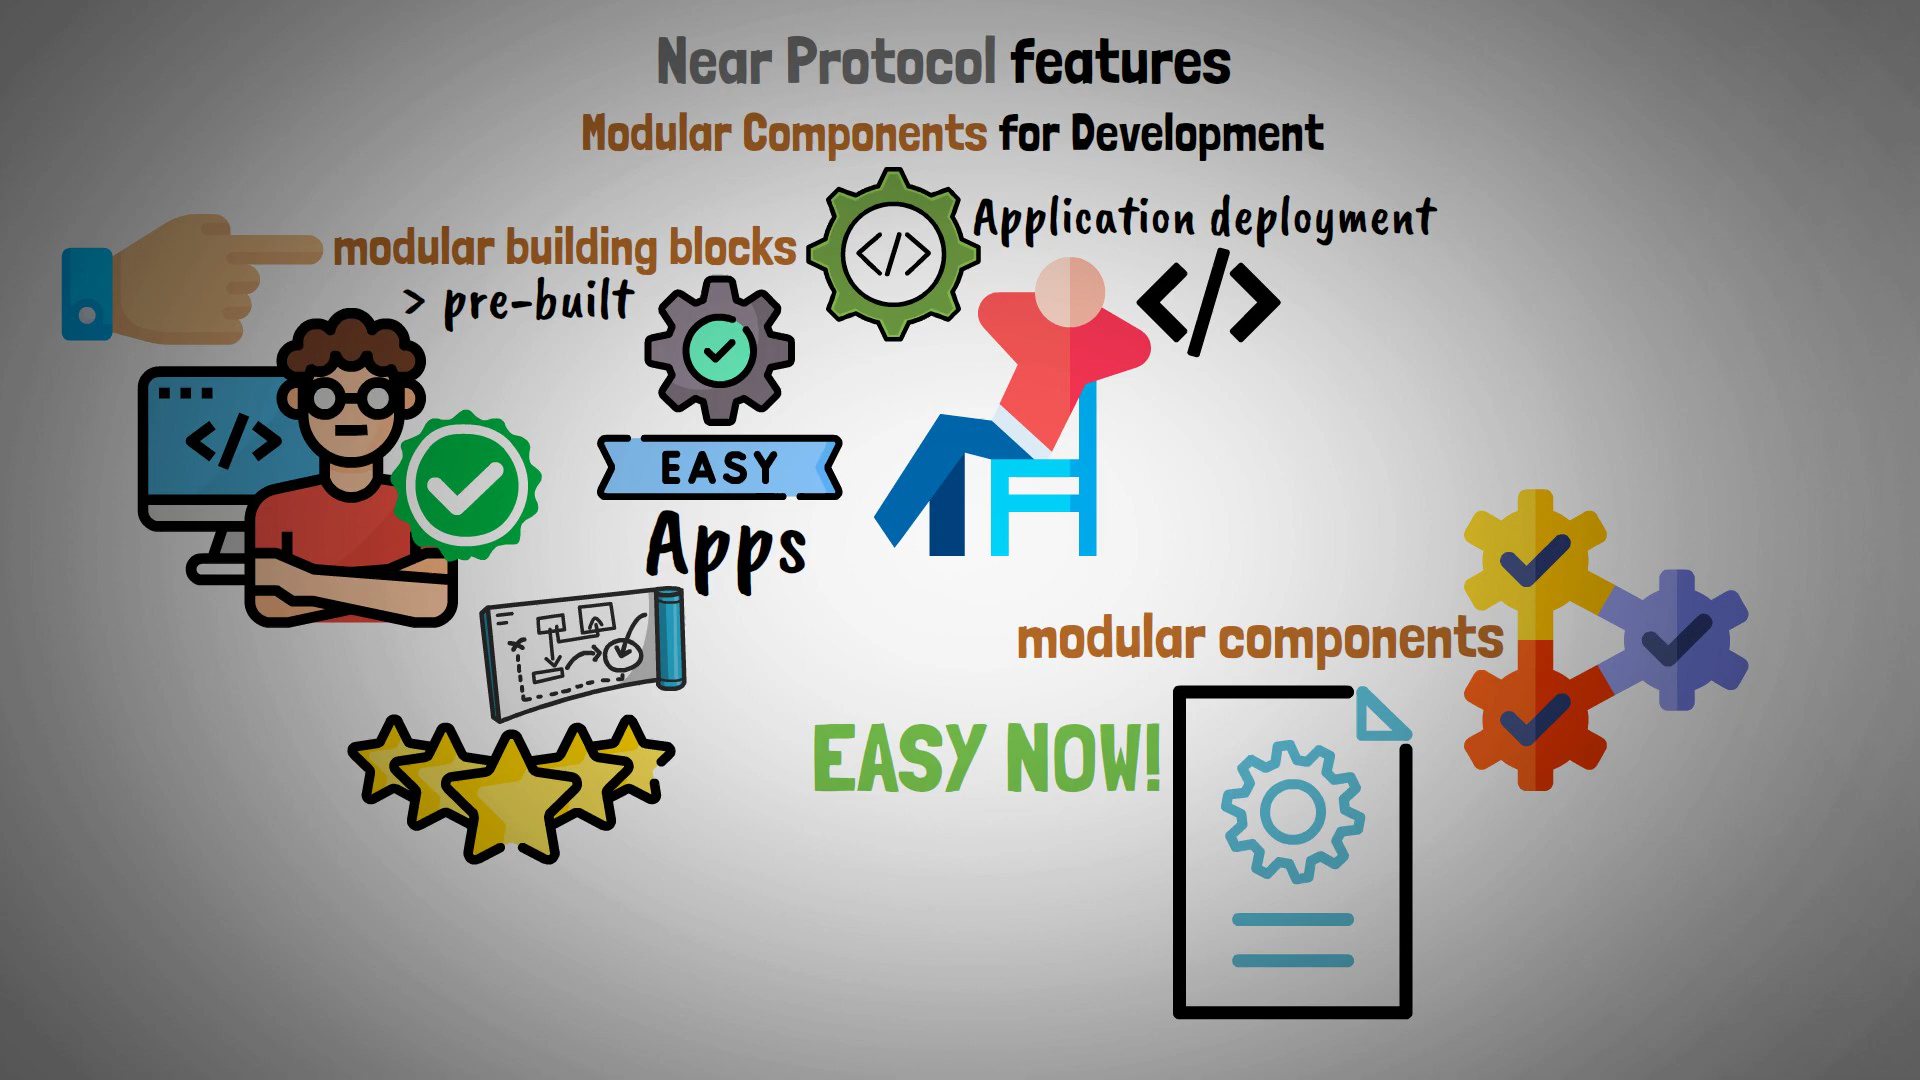 Near Protocol features
Modular Components for Development
modular building blocks
> pre-built
</>
Application deployment
</>
</>
EASY
Apps
modular components
EASY NOW!